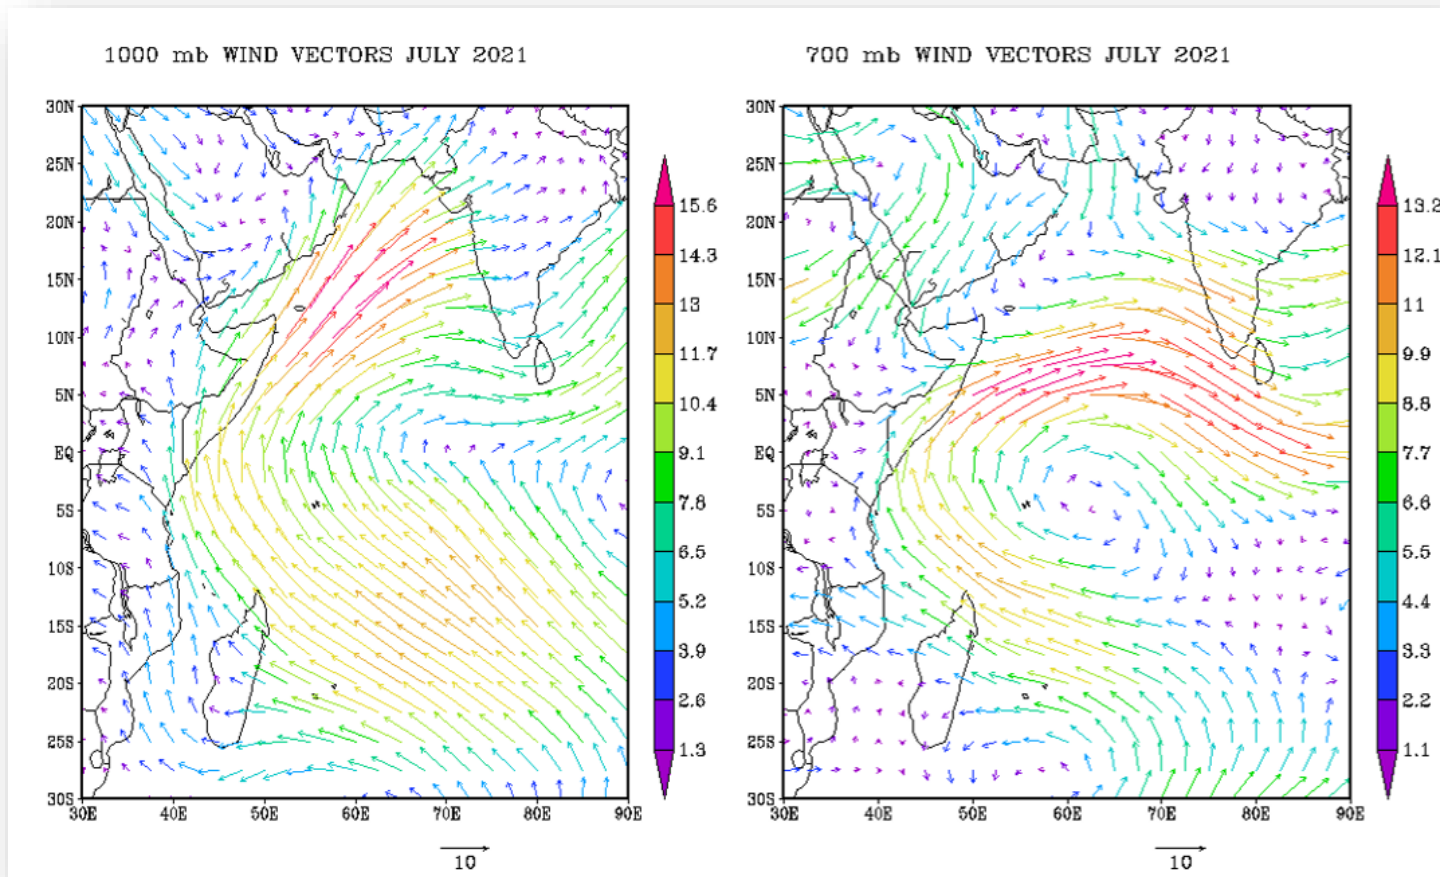 1000 mb WIND VECTORS JULY 2021
30N
25N
20N
15N
10N
5N
EQ
5S
10S
15S
20S
25S
30S
30E 40E 50E 60E 70E 80E 90E
10
15.6
14.3
13
11.7
10.4
9.1
7.8
6.5
5.2
3.9
2.6
1.3
700 mb WIND VECTORS JULY 2021
30N
25N
20N
15N
10N
5N
EQ
5S
10S
15S
20S
25S
30S
30E 40E 50E 60E 70E 80E 90E
10
13.2
12.1
11
9.9
8.8
7.7
6.6
5.5
4.4
3.3
2.2
1.1